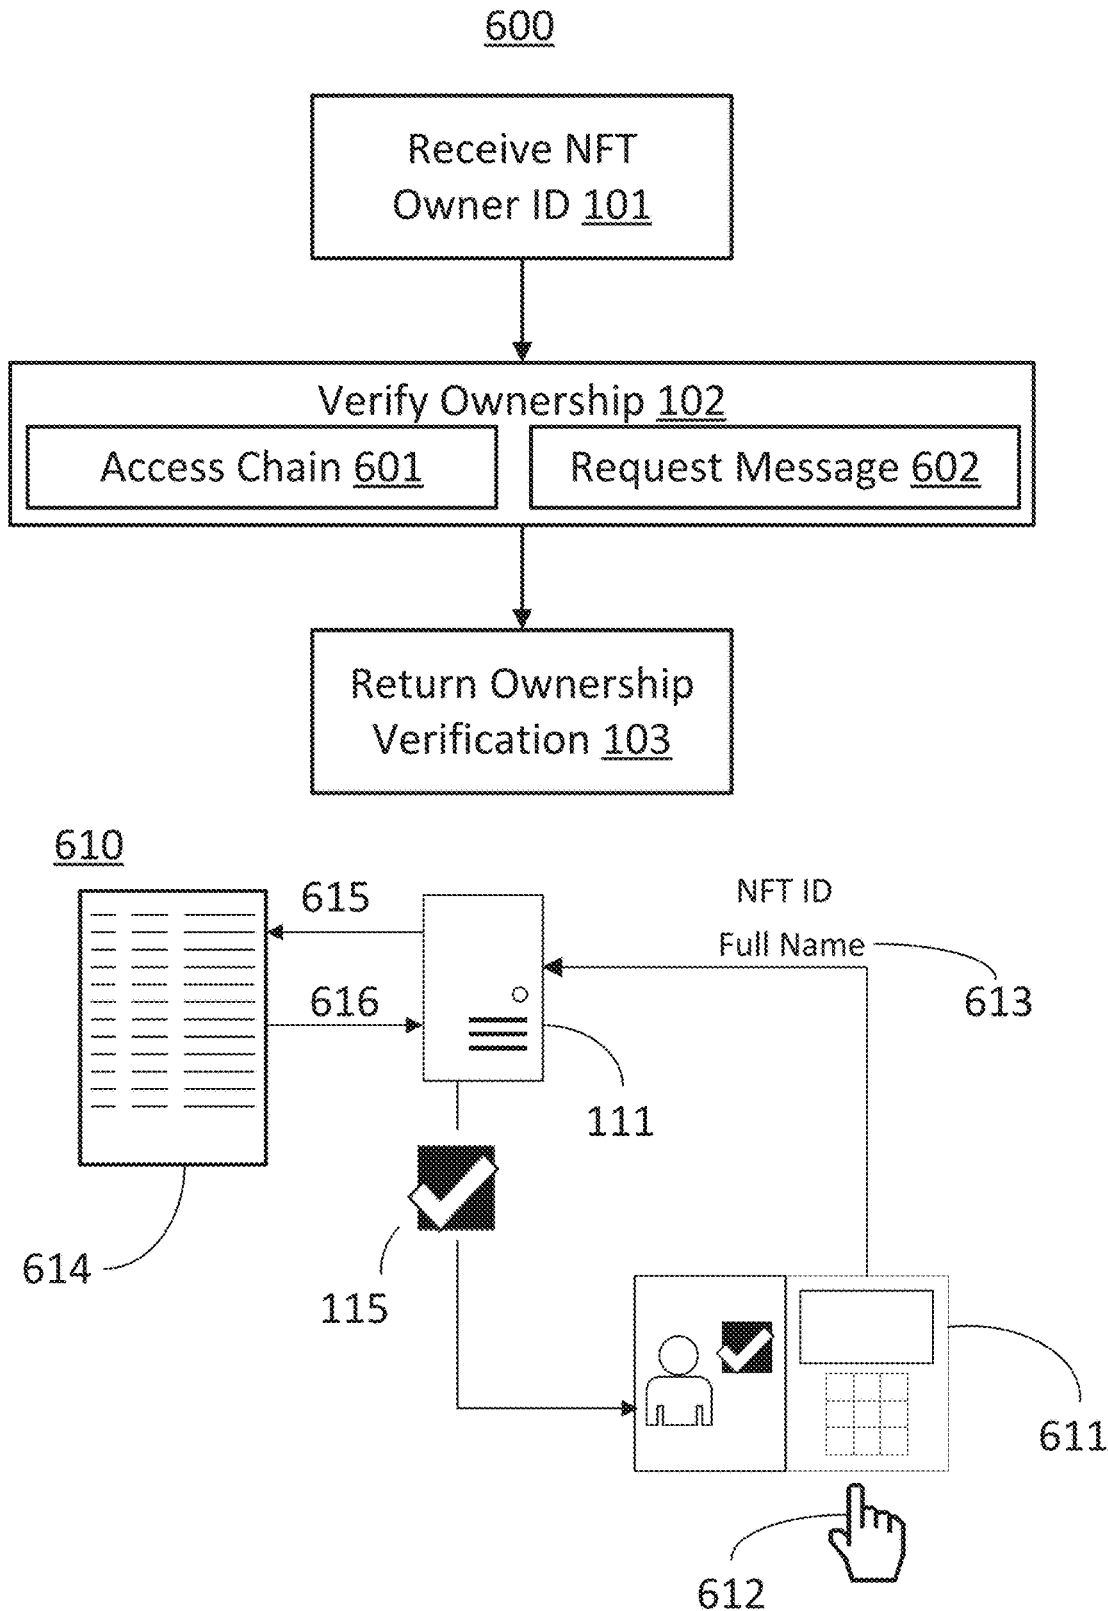 600
Receive NFT
Owner ID 101
Verify Ownership 102
Access Chain 601
Request Message 602
Return Ownership
Verification 103
610
615
NFT ID
Full Name
616
613
111
614
115
611
612